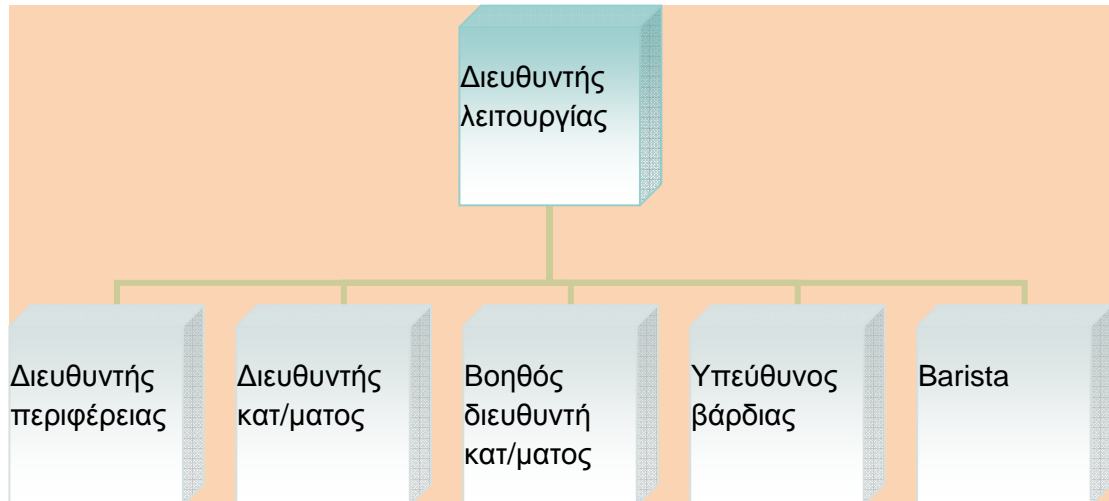 Διευθυντής
λειτουργίας
Διευθυντής
περιφέρειας
Διευθυντής
κατ/ματος
Βοηθός
διευθυντή
κατ/ματος
Υπεύθυνος
βάρδιας
Barista